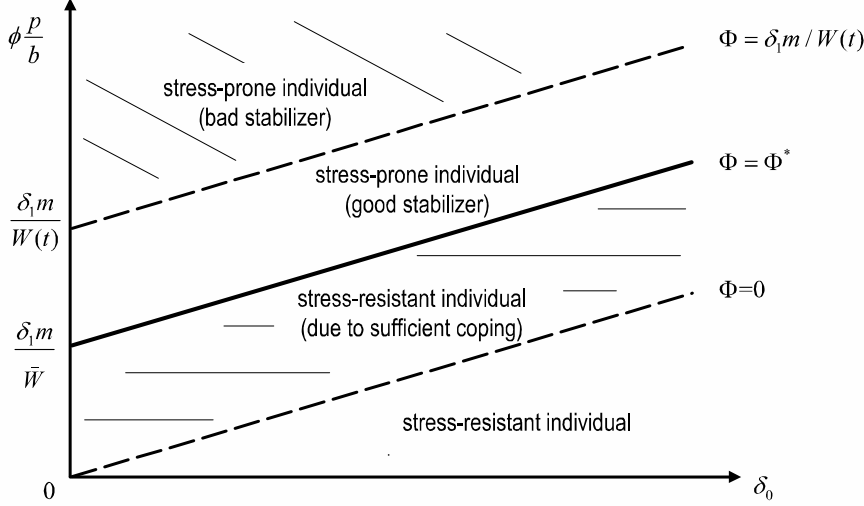 ϕ p/b
Φ = δ₁m / W(t)
stress-prone individual
(bad stabilizer)
Φ = Φ*
stress-prone individual
(good stabilizer)
δ₁m
W(t)
Φ=0
stress-resistant individual
(due to sufficient coping)
δ₁m
W̄
stress-resistant individual
0
δ₀